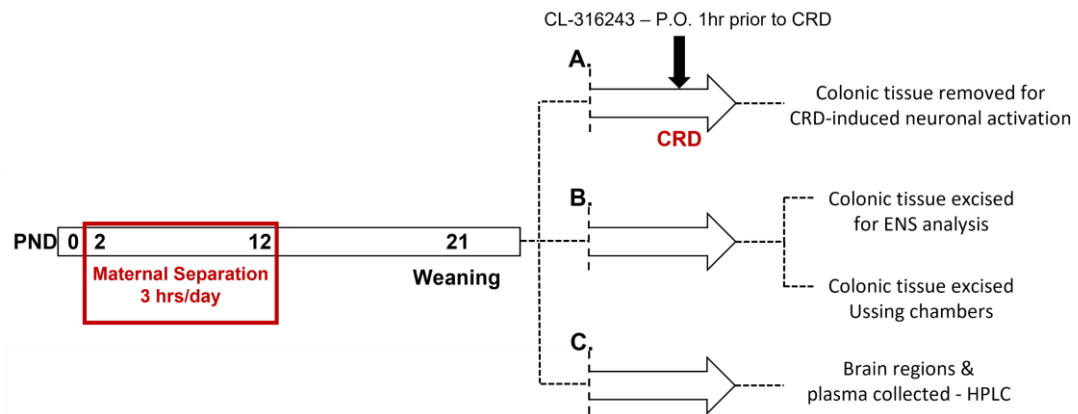 CL-316243 – P.O. 1hr prior to CRD
A.
CRD
Colonic tissue removed for
CRD-induced neuronal activation
B.
Colonic tissue excised
for ENS analysis
PND 0 2 12 21
Maternal Separation
3 hrs/day
Weaning
Colonic tissue excised
Ussing chambers
C.
Brain regions &
plasma collected - HPLC